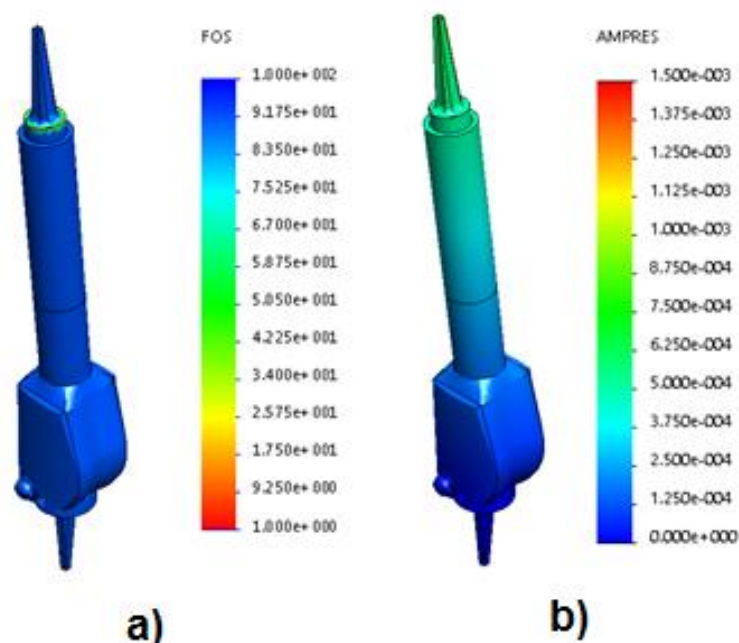 FOS
1.000e+ 002
9.175e+ 001
8.350e+ 001
7.525e+ 001
6.700e+ 001
5.875e+ 001
5.050e+ 001
4.225e+ 001
3.400e+ 001
2.575e+ 001
1.750e+ 001
9.250e+ 000
1.000e+ 000
a)
AMPRES
1.500e-003
1.375e-003
1.250e-003
1.125e-003
1.000e-003
8.750e-004
7.500e-004
6.250e-004
5.000e-004
3.750e-004
2.500e-004
1.250e-004
0.000e+000
b)